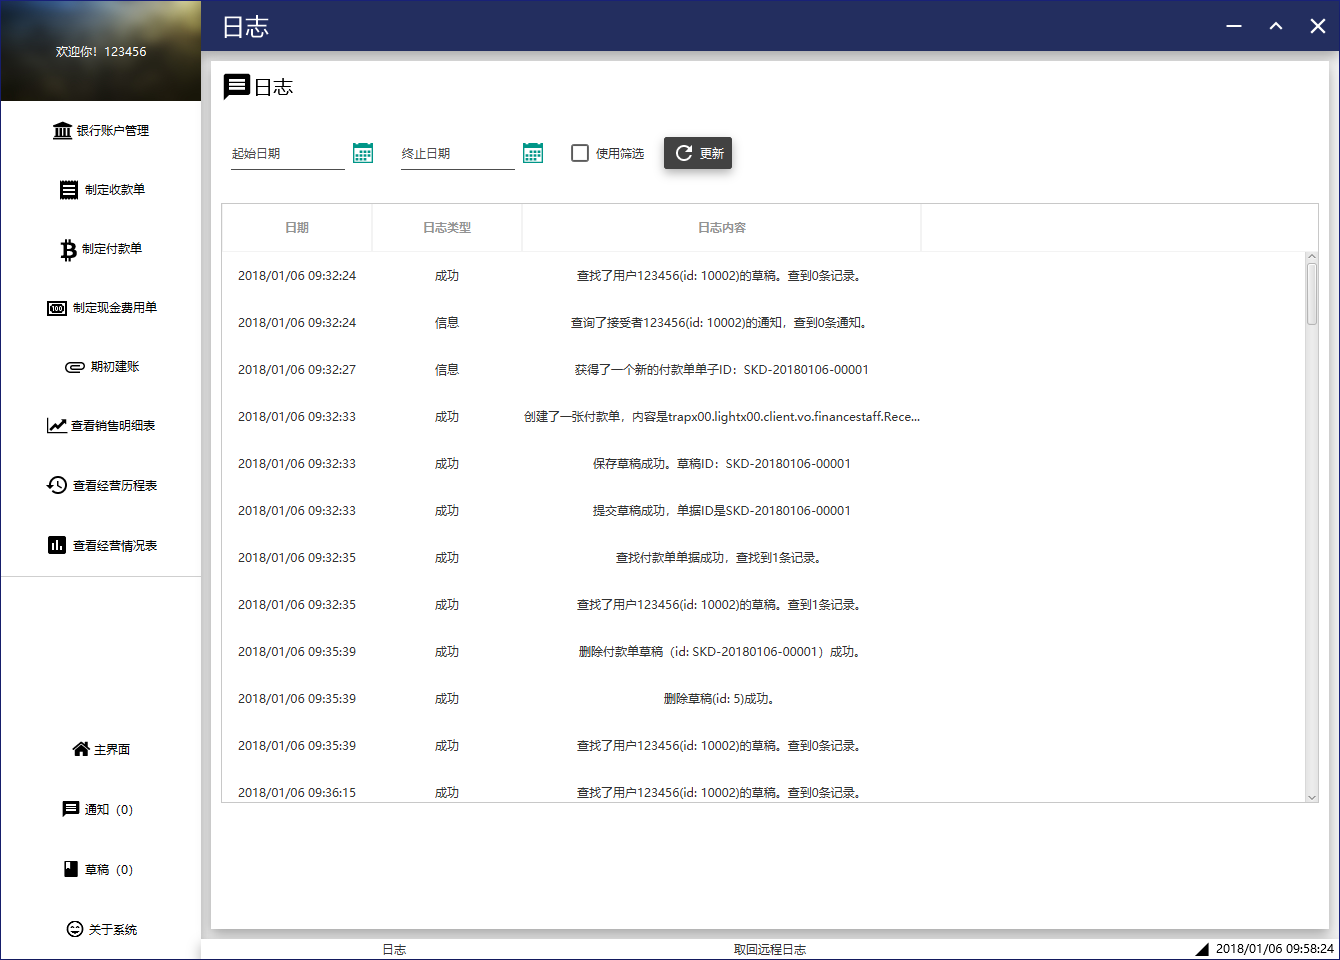 日志
欢迎你！123456
银行账户管理
制定收款单
制定付款单
制定现金费用单
期初建账
查看销售明细表
查看经营历程表
查看经营情况表
主界面
通知（0）
草稿（0）
关于系统
日志
起始日期 终止日期 使用筛选 更新
日期 日志类型 日志内容
2018/01/06 09:32:24 成功 查找了用户123456(id: 10002)的草稿。查到0条记录。
2018/01/06 09:32:24 信息 查询了接受者123456(id: 10002)的通知，查到0条通知。
2018/01/06 09:32:27 信息 获得了一个新的付款单单子ID：SKD-20180106-00001
2018/01/06 09:32:33 成功 创建了一张付款单，内容是trapx00.lightx00.client.vo.financestaff.Rece...
2018/01/06 09:32:33 成功 保存草稿成功。草稿ID：SKD-20180106-00001
2018/01/06 09:32:33 成功 提交草稿成功，单据ID是SKD-20180106-00001
2018/01/06 09:32:35 成功 查找付款单单据成功，查找到1条记录。
2018/01/06 09:32:35 成功 查找了用户123456(id: 10002)的草稿。查到1条记录。
2018/01/06 09:35:39 成功 删除付款单草稿（id: SKD-20180106-00001）成功。
2018/01/06 09:35:39 成功 删除草稿(id: 5)成功。
2018/01/06 09:35:39 成功 查找了用户123456(id: 10002)的草稿。查到0条记录。
2018/01/06 09:36:15 成功 查找了用户123456(id: 10002)的草稿。查到0条记录。
日志 取回远程日志 2018/01/06 09:58:24